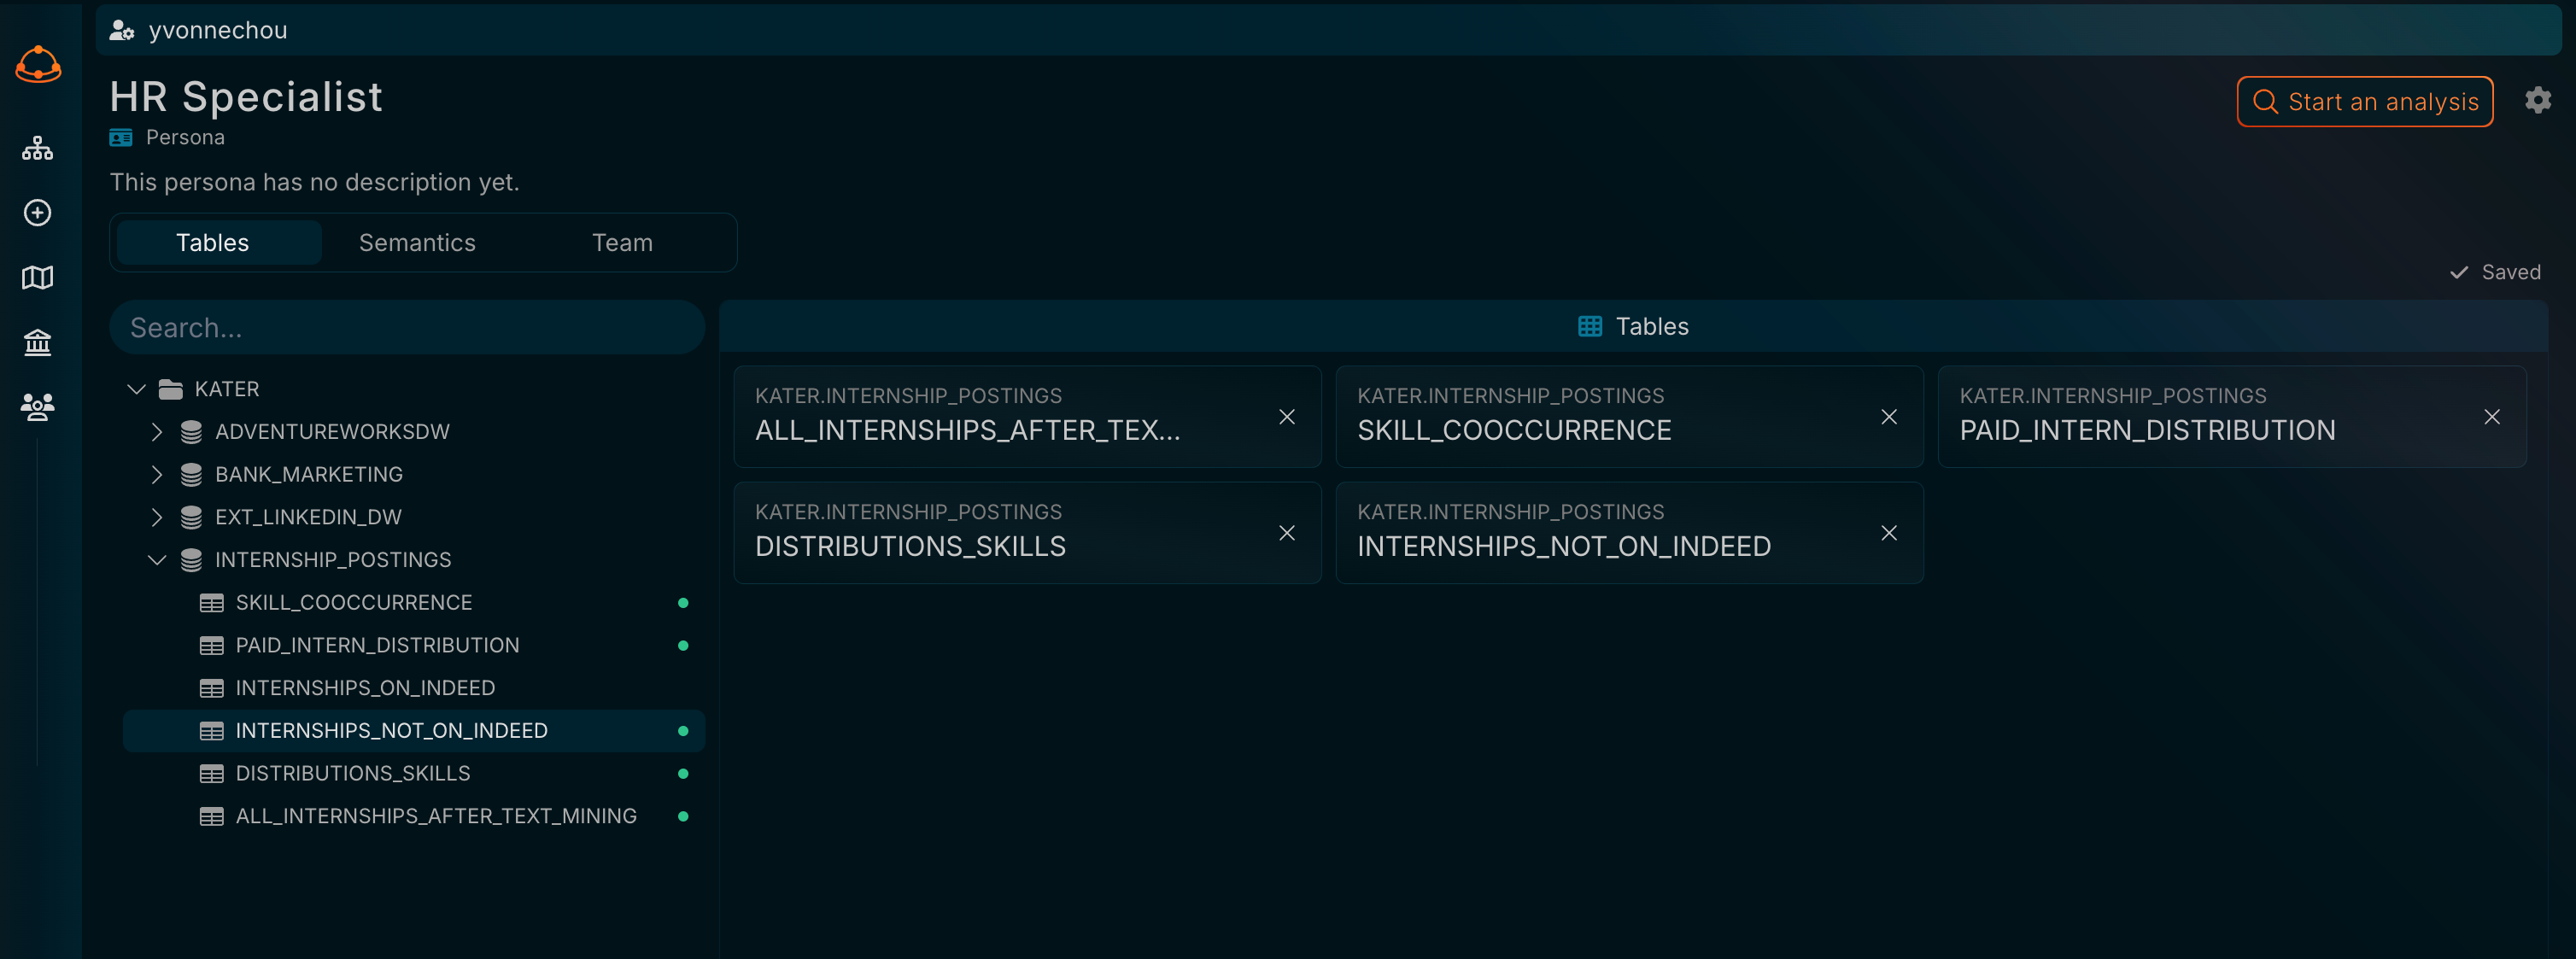 yvonnechou
HR Specialist
Start an analysis
Persona
This persona has no description yet.
Tables
Semantics
Team
Saved
Search...
KATER
ADVENTUREWORKSDW
BANK_MARKETING
EXT_LINKEDIN_DW
INTERNSHIP_POSTINGS
SKILL_COOCCURRENCE
PAID_INTERN_DISTRIBUTION
INTERNSHIPS_ON_INDEED
INTERNSHIPS_NOT_ON_INDEED
DISTRIBUTIONS_SKILLS
ALL_INTERNSHIPS_AFTER_TEXT_MINING
Tables
KATER.INTERNSHIP_POSTINGS
ALL_INTERNSHIPS_AFTER_TEX...
KATER.INTERNSHIP_POSTINGS
SKILL_COOCCURRENCE
KATER.INTERNSHIP_POSTINGS
PAID_INTERN_DISTRIBUTION
KATER.INTERNSHIP_POSTINGS
DISTRIBUTIONS_SKILLS
KATER.INTERNSHIP_POSTINGS
INTERNSHIPS_NOT_ON_INDEED